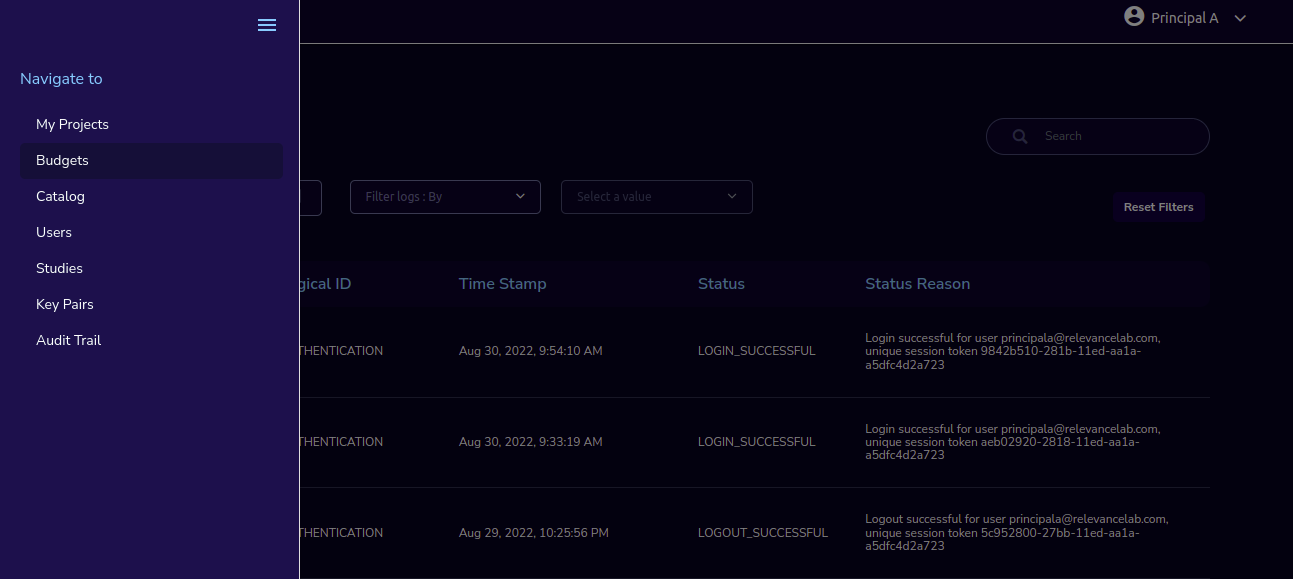 Principal A
Navigate to
My Projects
Budgets
Catalog
Users
Studies
Key Pairs
Audit Trail
Search
Filter logs : By
Select a value
Reset Filters
gical ID Time Stamp Status Status Reason
THENTICATION Aug 30, 2022, 9:54:10 AM LOGIN_SUCCESSFUL
Login successful for user principala@relevancelab.com,
unique session token 9842b510-281b-11ed-aa1a-
a5dfc4d2a723
THENTICATION Aug 30, 2022, 9:33:19 AM LOGIN_SUCCESSFUL
Login successful for user principala@relevancelab.com,
unique session token aeb02920-2818-11ed-aa1a-
a5dfc4d2a723
THENTICATION Aug 29, 2022, 10:25:56 PM LOGOUT_SUCCESSFUL
Logout successful for user principala@relevancelab.com,
unique session token 5c952800-27bb-11ed-aa1a-
a5dfc4d2a723